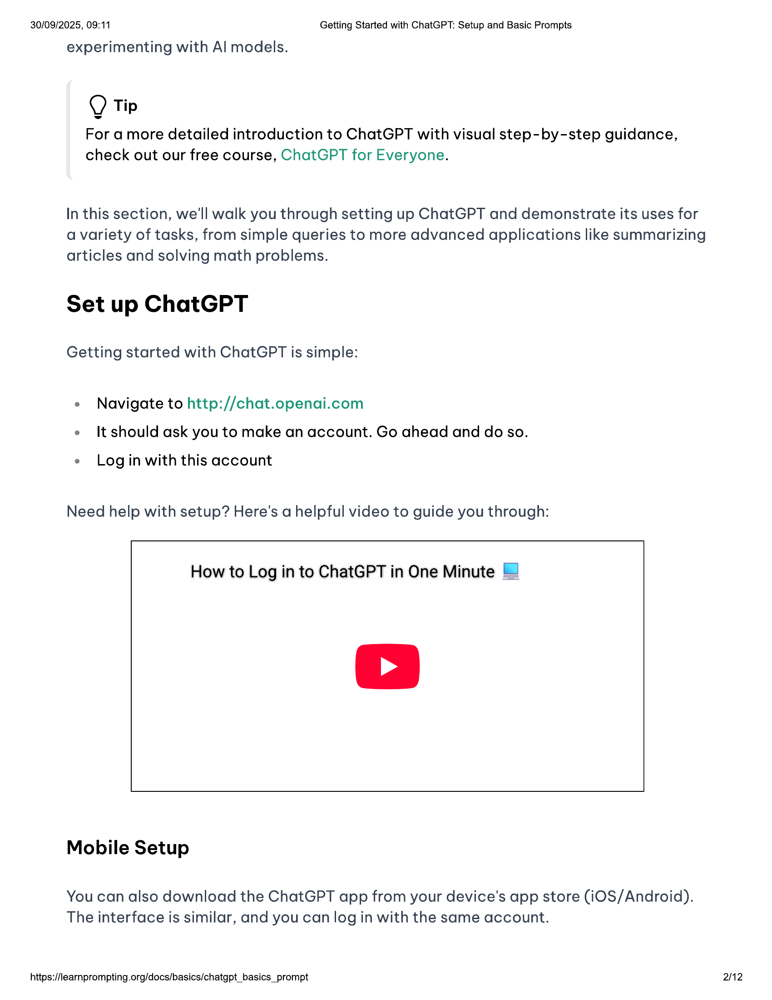 30/09/2025, 09:11
Getting Started with ChatGPT: Setup and Basic Prompts
experimenting with AI models.
Tip
For a more detailed introduction to ChatGPT with visual step-by-step guidance,
check out our free course, ChatGPT for Everyone.
In this section, we'll walk you through setting up ChatGPT and demonstrate its uses for
a variety of tasks, from simple queries to more advanced applications like summarizing
articles and solving math problems.
Set up ChatGPT
Getting started with ChatGPT is simple:
Navigate to http://chat.openai.com
It should ask you to make an account. Go ahead and do so.
Log in with this account
Need help with setup? Here's a helpful video to guide you through:
How to Log in to ChatGPT in One Minute 💻
Mobile Setup
You can also download the ChatGPT app from your device's app store (iOS/Android).
The interface is similar, and you can log in with the same account.
https://learnprompting.org/docs/basics/chatgpt_basics_prompt
2/12